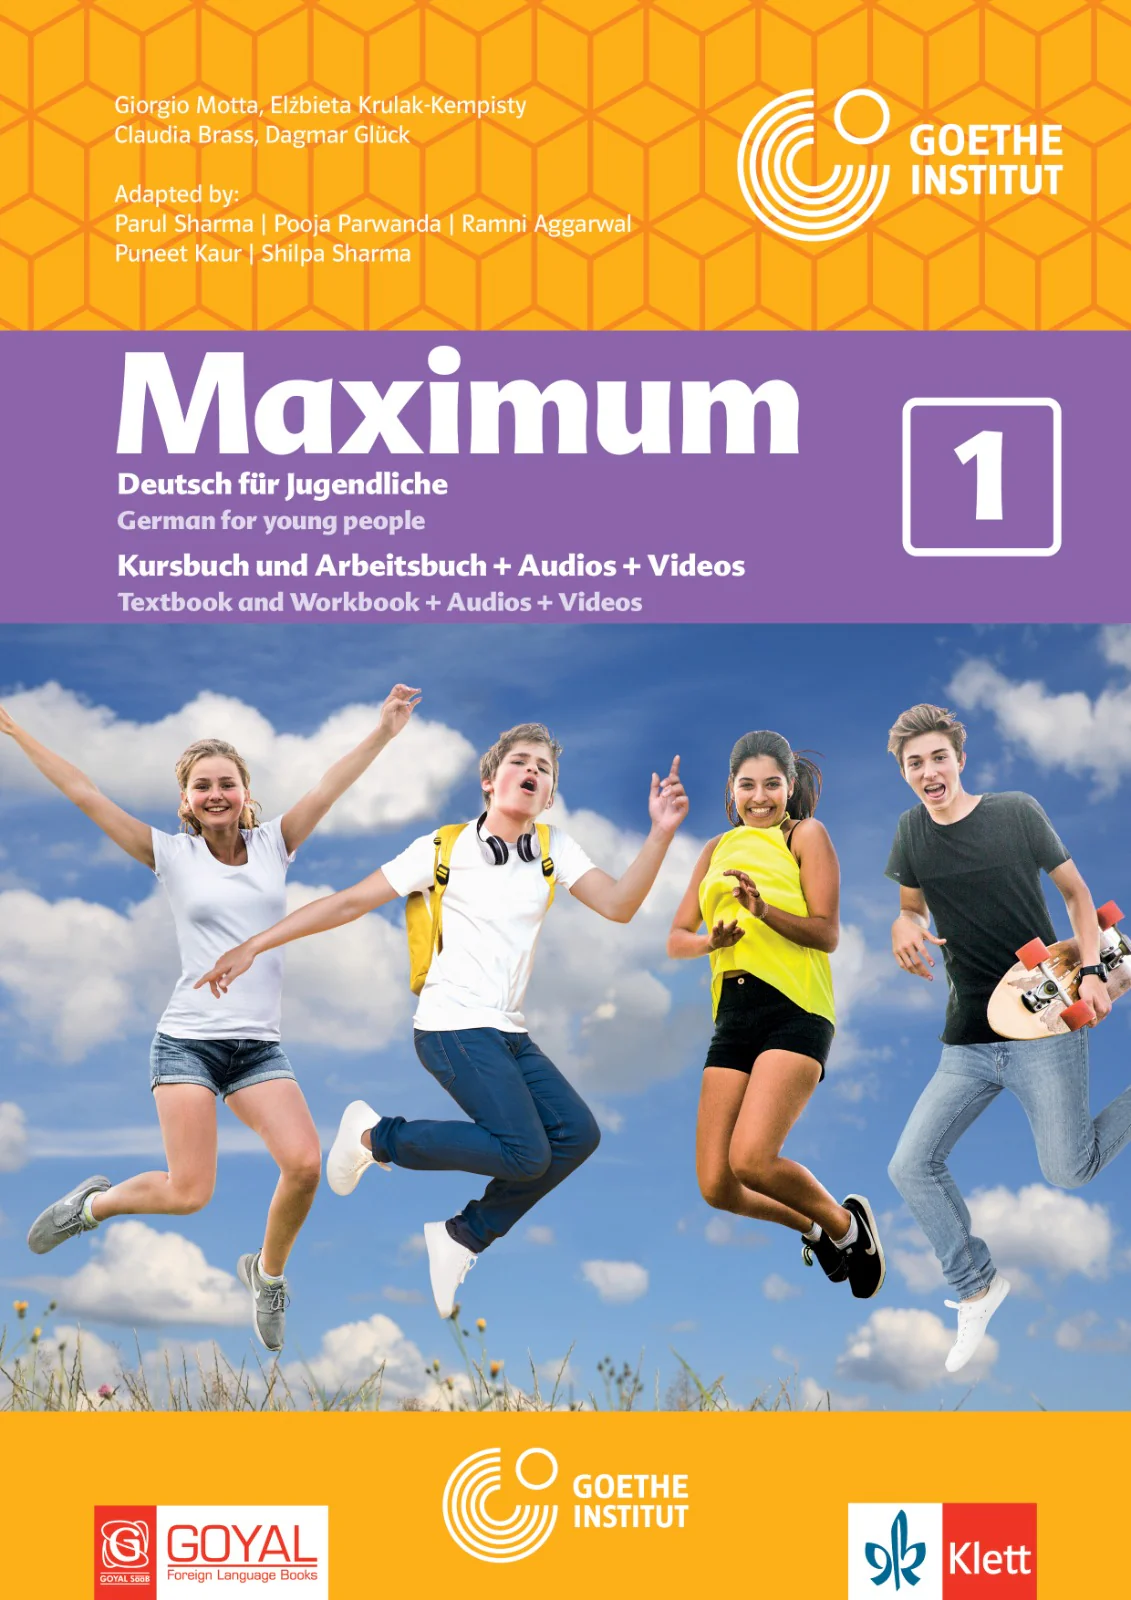 Giorgio Motta, Elżbieta Krulak-Kempisty
Claudia Brass, Dagmar Glück
Adapted by:
Parul Sharma | Pooja Parwanda | Ramni Aggarwal
Puneet Kaur | Shilpa Sharma
GOETHE
INSTITUT
Maximum
1
Deutsch für Jugendliche
German for young people
Kursbuch und Arbeitsbuch + Audios + Videos
Textbook and Workbook + Audios + Videos
GOETHE
INSTITUT
G
GOYAL SaaB
GOYAL
Foreign Language Books
Klett